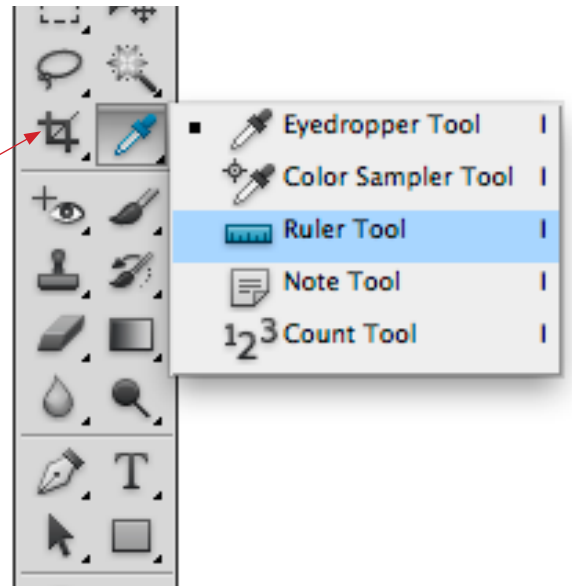 Eyedropper Tool I
Color Sampler Tool I
Ruler Tool I
Note Tool I
123 Count Tool I
T